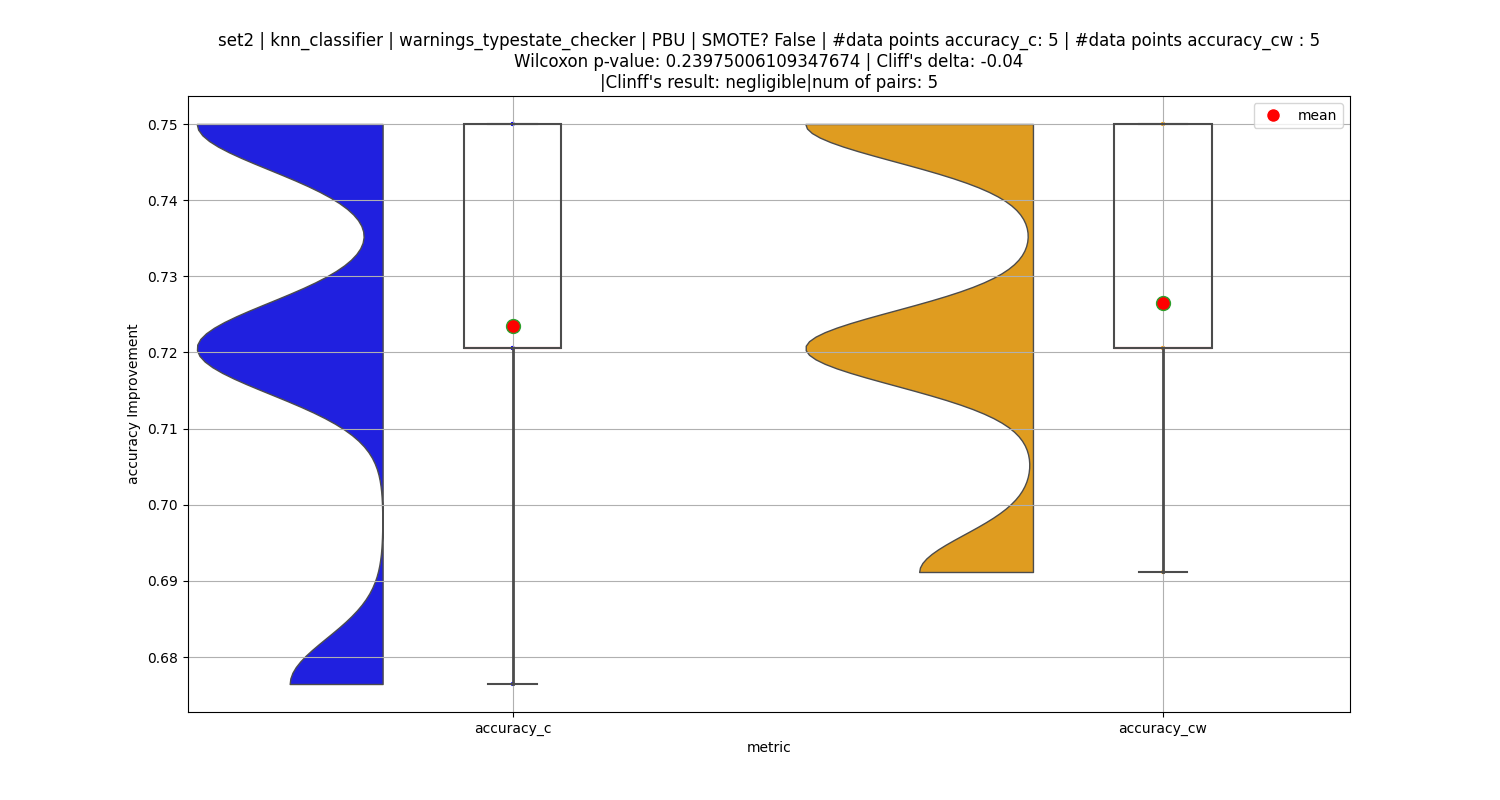 set2 | knn_classifier | warnings_typestate_checker | PBU | SMOTE? False | #data points accuracy_c: 5 | #data points accuracy_cw : 5
Wilcoxon p-value: 0.23975006109347674 | Cliff's delta: -0.04
|Clinff's result: negligible|num of pairs: 5
mean
0.75
0.74
0.73
0.72
0.71
0.70
0.69
0.68
accuracy Improvement
accuracy_c
accuracy_cw
metric